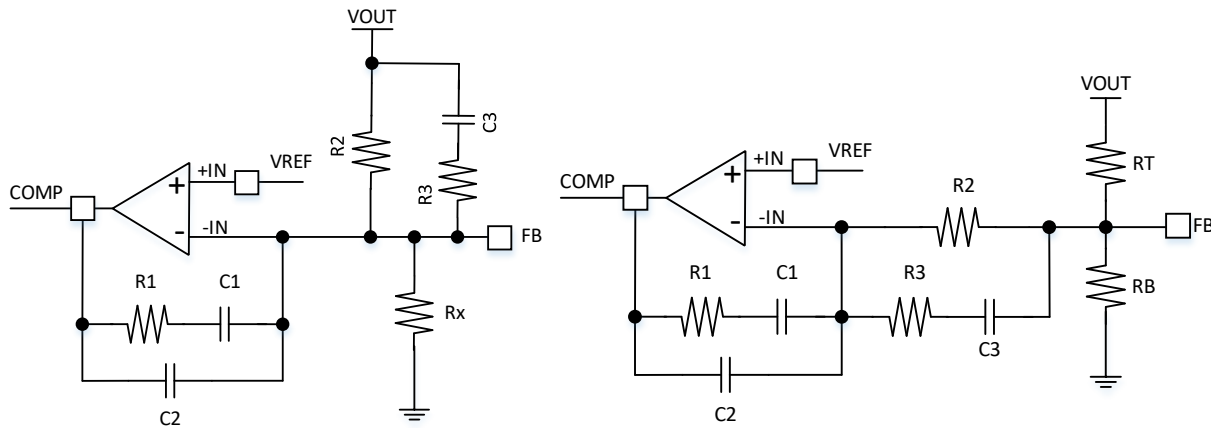 VOUT
C3
R2
R3
+IN
VREF
COMP
+
-
-IN
FB
R1
C1
Rx
C2
VOUT
RT
+IN
VREF
COMP
+
-
-IN
R2
FB
R1
C1
R3
RB
C3
C2